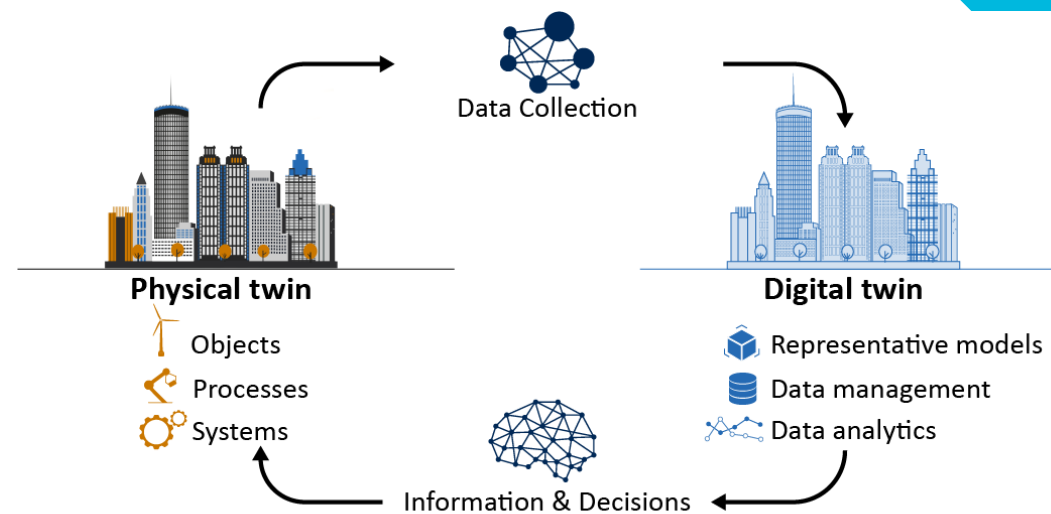 Data Collection
Physical twin
Digital twin
Objects
Processes
Systems
Representative models
Data management
Data analytics
Information & Decisions